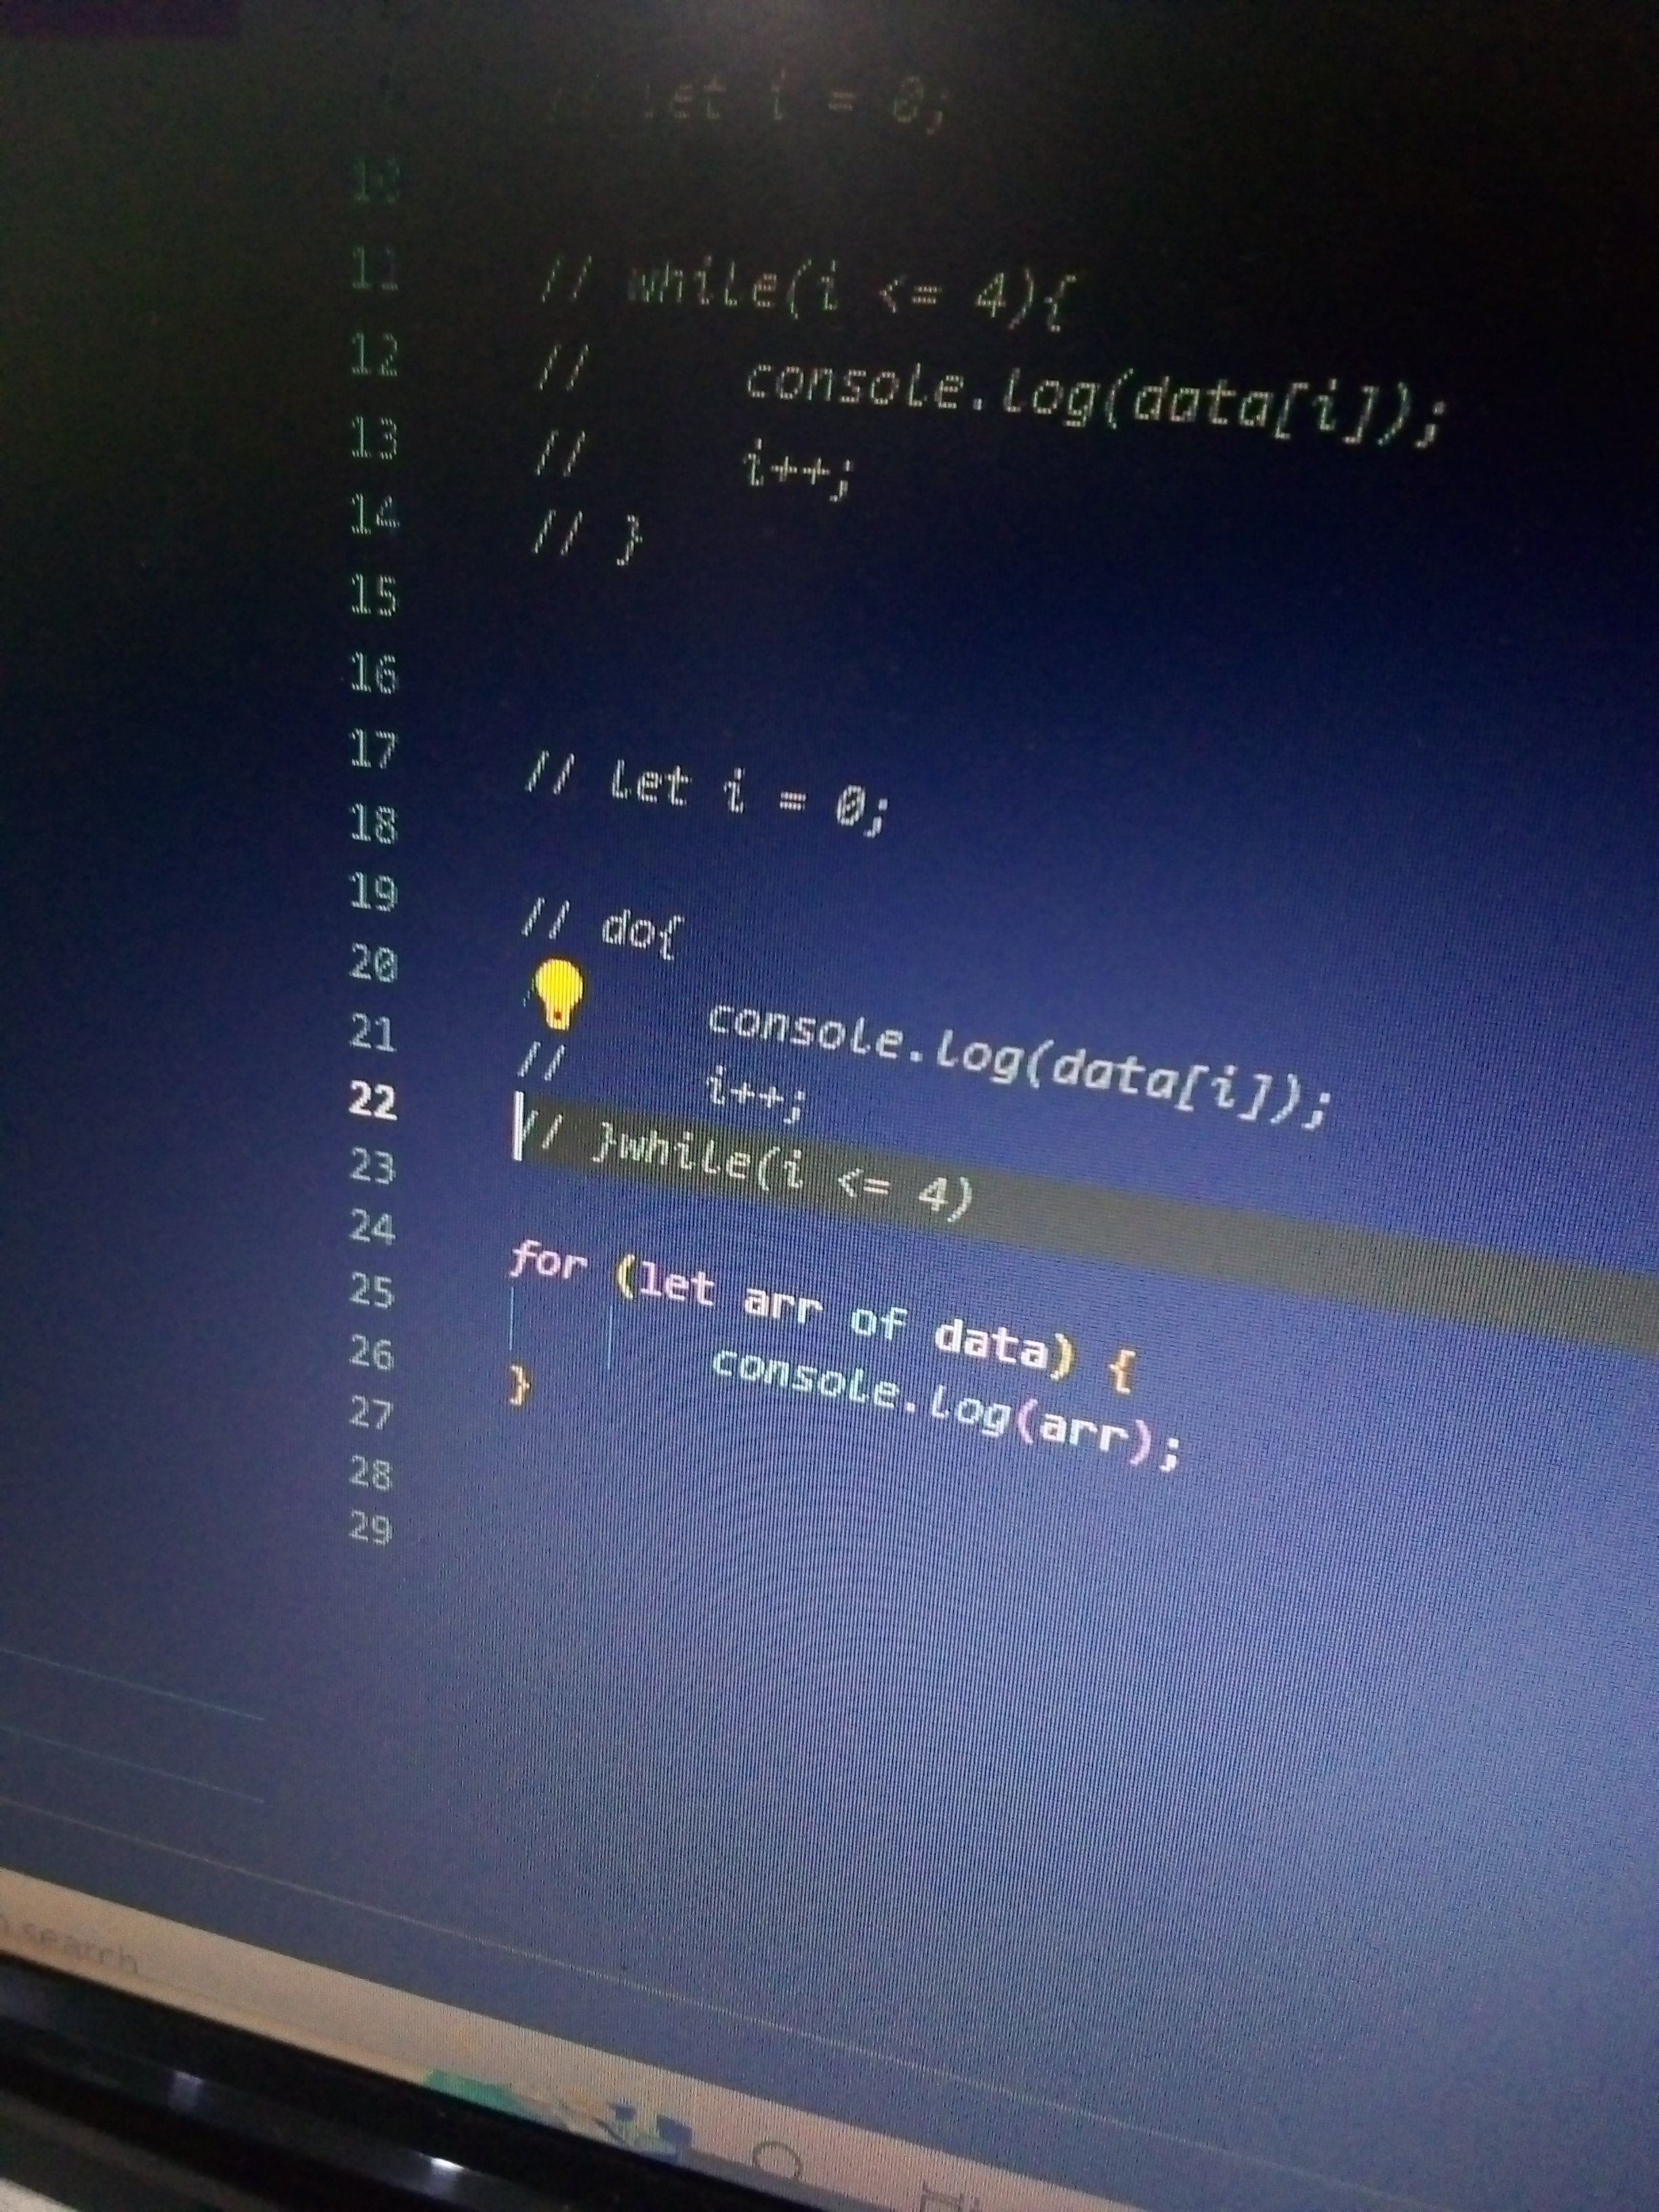 // let i = 0;
10
11 // while(i <= 4){
12 // console.log(data[i]);
13 // i++;
14 // }
15
16
17 // let i = 0;
18
19 // do{
20 console.log(data[i]);
21 // i++;
22 // }while(i <= 4)
23
24 for (let arr of data) {
25 console.log(arr);
26 }
27
28
29
search